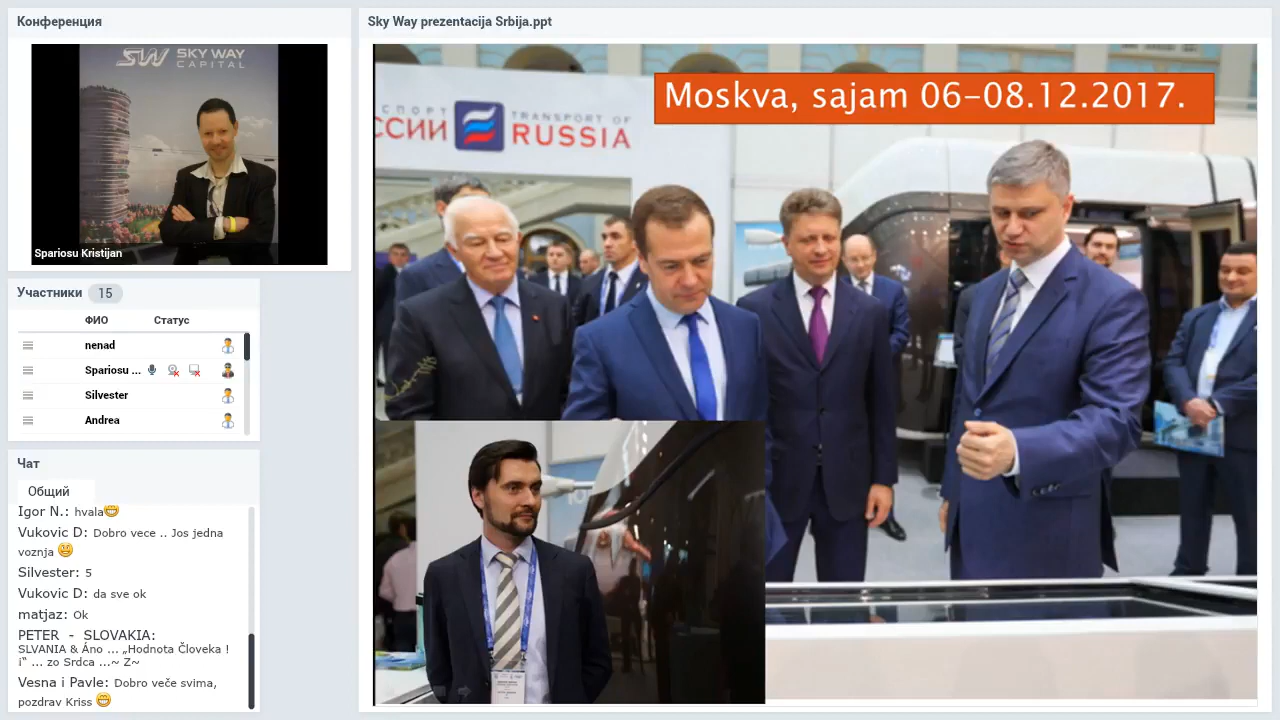 Конференция
SW SKY WAY
CAPITAL
Spariosu Kristijan
Участники 15
ФИО Статус
nenad
Spariosu ...
Silvester
Andrea
Чат
Общий
Igor N.: hvala
Vukovic D: Dobro vece .. Jos jedna
voznja
Silvester: 5
Vukovic D: da sve ok
matjaz: Ok
PETER - SLOVAKIA:
SLVANIA & Áno ... „Hodnota Človeka !
i“ ... zo Srdca ...~ Z~
Vesna i Pavle: Dobro veče svima,
pozdrav Kriss
Sky Way prezentacija Srbija.ppt
Moskva, sajam 06-08.12.2017.
СПОРТ
ССИИ
TRANSPORT OF
RUSSIA